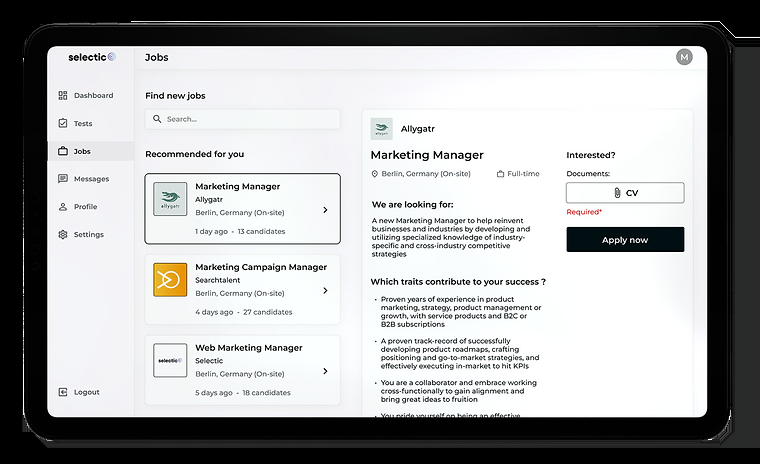 selectic
Jobs
M
Dashboard
Tests
Jobs
Messages
Profile
Settings
Logout
Find new jobs
Search...
Recommended for you
allygatr
Marketing Manager
Allygatr
Berlin, Germany (On-site)
1 day ago • 13 candidates
Marketing Campaign Manager
Searchtalent
Berlin, Germany (On-site)
4 days ago • 27 candidates
selectic
Web Marketing Manager
Selectic
Berlin, Germany (On-site)
5 days ago • 18 candidates
allygatr
Allygatr
Marketing Manager
Berlin, Germany (On-site)
Full-time
We are looking for:
A new Marketing Manager to help reinvent
businesses and industries by developing and
utilizing specialized knowledge of industry-
specific and cross-industry competitive
strategies
Which traits contribute to your success ?
• Proven years of experience in product
marketing, strategy, product management or
growth, with service products and B2C or
B2B subscriptions
• A proven track-record of successfully
developing product roadmaps, crafting
positioning and go-to-market strategies, and
effectively executing in-market to hit KPIs
• You are a collaborator and embrace working
cross-functionally to gain alignment and
bring great ideas to fruition
• You pride yourself on being an effective
Interested?
Documents:
CV
Required*
Apply now